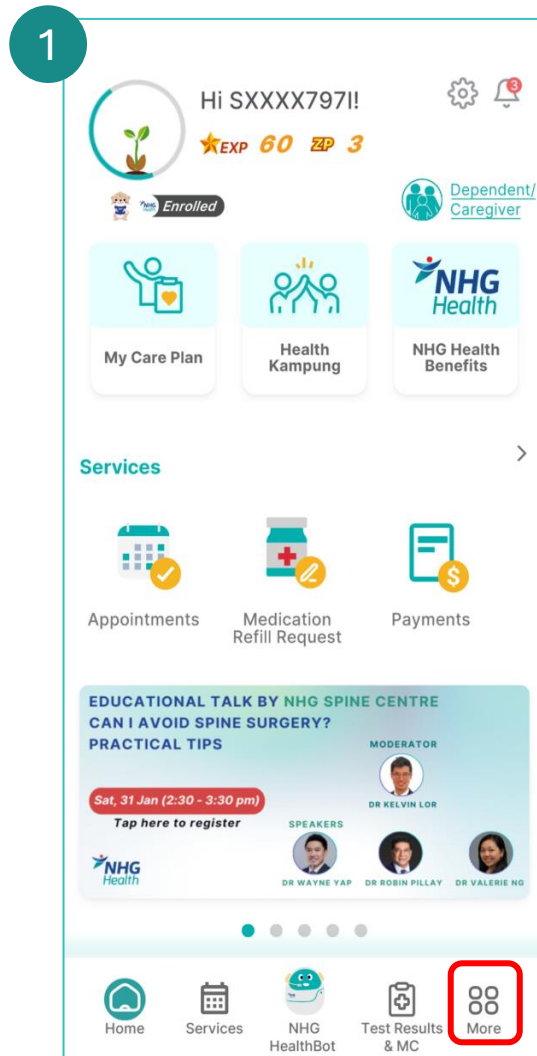 1
Hi SXXXX797I!
3
EXP 60 ZP 3
NHG Health Enrolled
Dependent/
Caregiver
My Care Plan
Health
Kampung
NHG
Health
NHG Health
Benefits
Services
Appointments
Medication
Refill Request
Payments
EDUCATIONAL TALK BY NHG SPINE CENTRE
CAN I AVOID SPINE SURGERY?
PRACTICAL TIPS
MODERATOR
DR KELVIN LOR
Sat, 31 Jan (2:30 - 3:30 pm)
Tap here to register
SPEAKERS
NHG
Health
DR WAYNE YAP
DR ROBIN PILLAY
DR VALERIE NG
Home
Services
NHG
HealthBot
Test Results
& MC
More